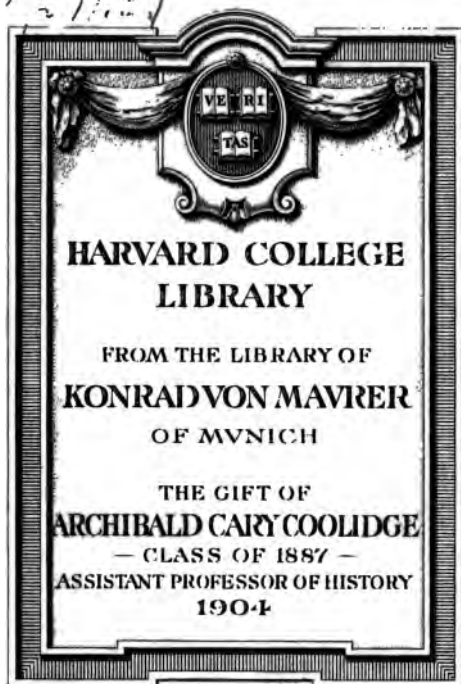 VE RI
TAS
HARVARD COLLEGE
LIBRARY
FROM THE LIBRARY OF
KONRAD VON MAVRER
OF MVNICH
THE GIFT OF
ARCHIBALD CARY COOLIDGE
– CLASS OF 1887 –
ASSISTANT PROFESSOR OF HISTORY
1904